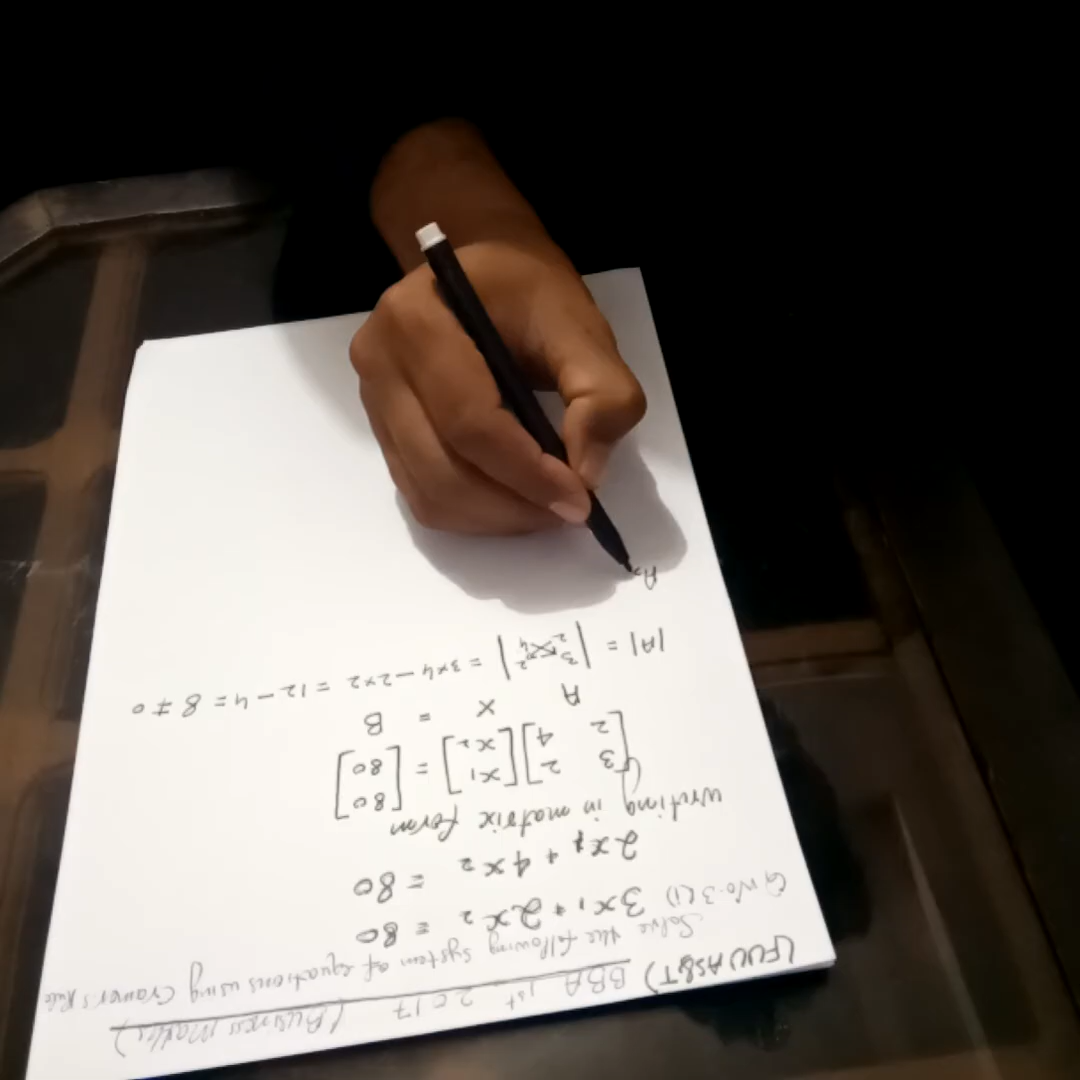 (FUUAS&T) BBA 1st 2017 (Business Maths)
Solve the following system of equations using Cramer's Rule
Q No. 3 (i) 3x₁ + 2x₂ = 80
2x₁ + 4x₂ = 80
writing in matrix form
[3 2
2 4] [x₁
x₂] = [80
80]
A X = B
|A| = |3 2
2 4| = 3×4 - 2×2 = 12 - 4 = 8 ≠ 0
A